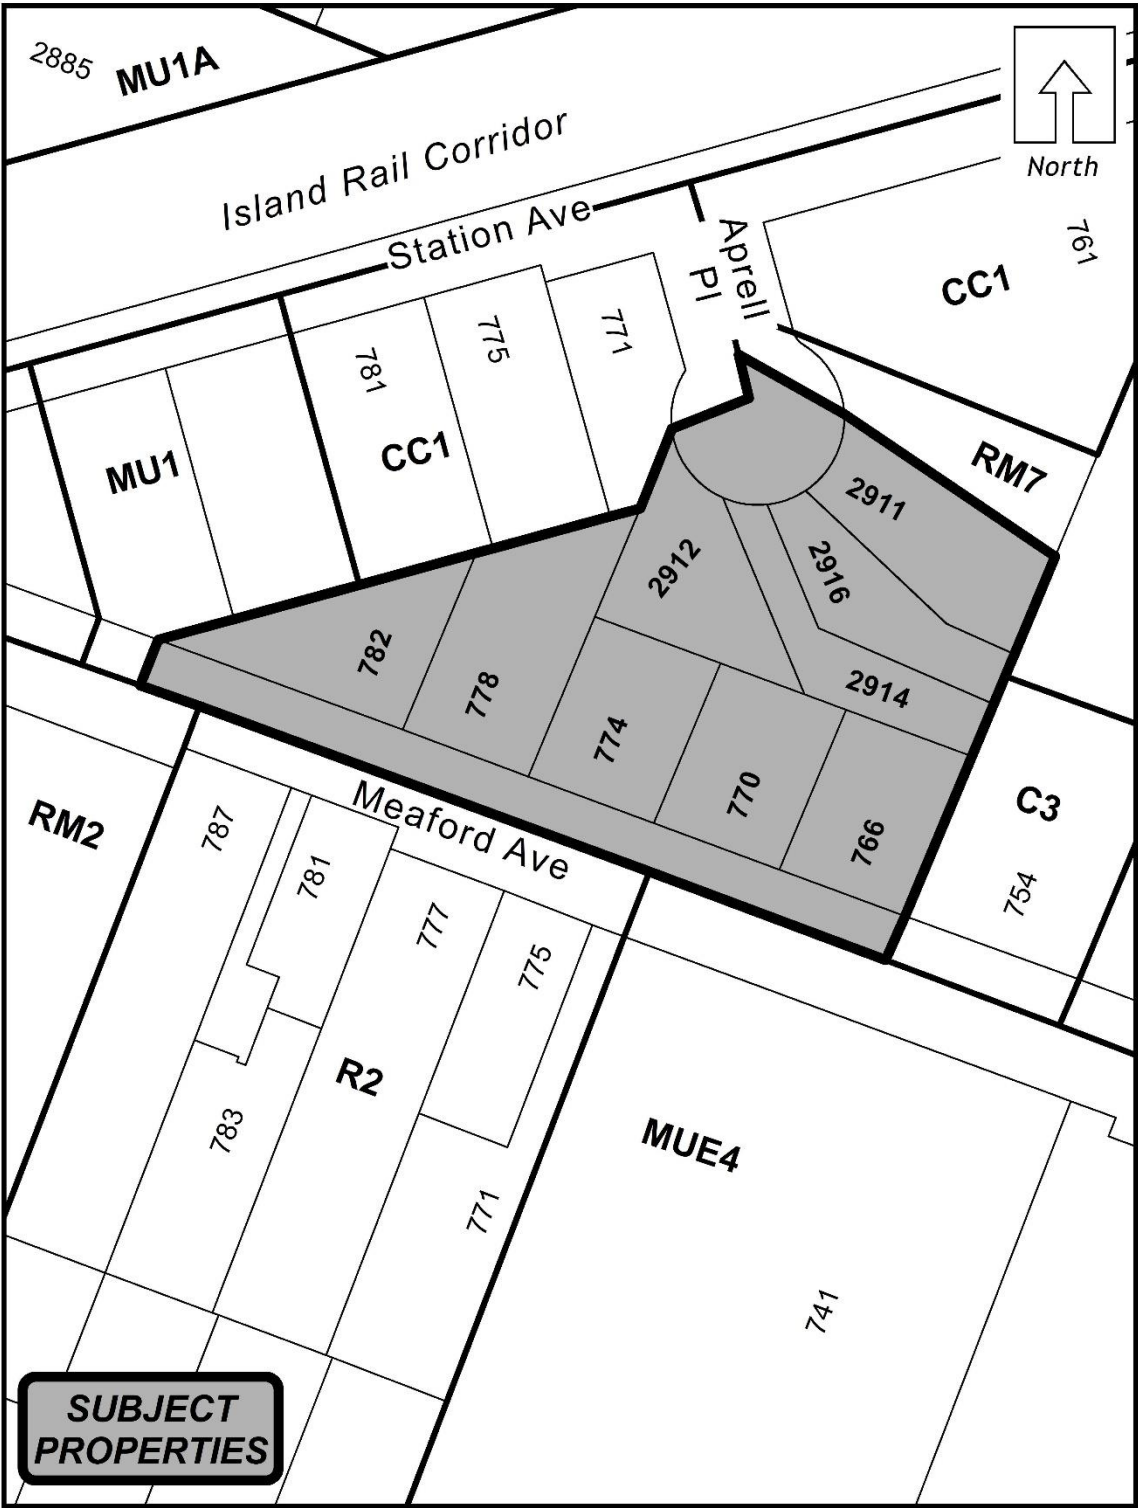 2885
MU1A
Island Rail Corridor
North
Station Ave
Aprell
Pl
761
CC1
781
775
771
MU1
CC1
RM7
2911
2912
2916
782
778
2914
774
770
766
C3
754
RM2
787
Meaford Ave
781
777
775
R2
783
MUE4
771
741
SUBJECT
PROPERTIES